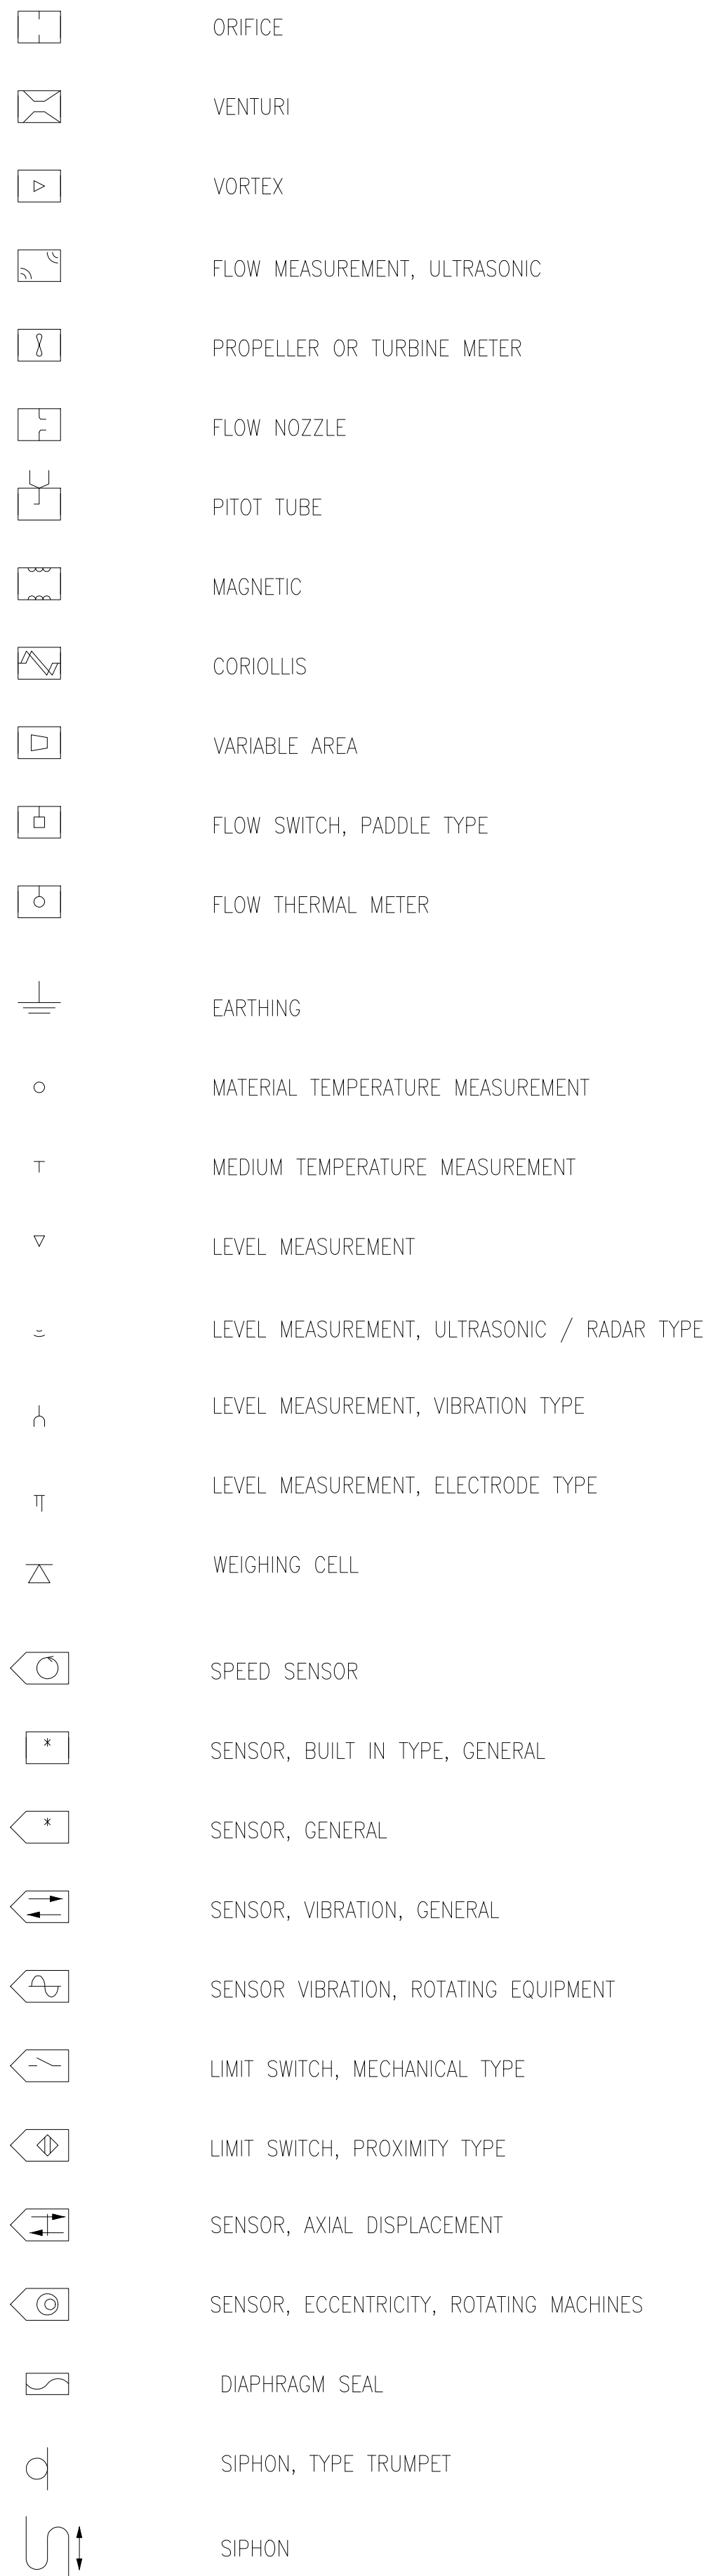 ORIFICE
VENTURI
VORTEX
FLOW MEASUREMENT, ULTRASONIC
PROPELLER OR TURBINE METER
FLOW NOZZLE
PITOT TUBE
MAGNETIC
CORIOLLIS
VARIABLE AREA
FLOW SWITCH, PADDLE TYPE
FLOW THERMAL METER
EARTHING
MATERIAL TEMPERATURE MEASUREMENT
MEDIUM TEMPERATURE MEASUREMENT
LEVEL MEASUREMENT
LEVEL MEASUREMENT, ULTRASONIC / RADAR TYPE
LEVEL MEASUREMENT, VIBRATION TYPE
LEVEL MEASUREMENT, ELECTRODE TYPE
WEIGHING CELL
SPEED SENSOR
SENSOR, BUILT IN TYPE, GENERAL
SENSOR, GENERAL
SENSOR, VIBRATION, GENERAL
SENSOR VIBRATION, ROTATING EQUIPMENT
LIMIT SWITCH, MECHANICAL TYPE
LIMIT SWITCH, PROXIMITY TYPE
SENSOR, AXIAL DISPLACEMENT
SENSOR, ECCENTRICITY, ROTATING MACHINES
DIAPHRAGM SEAL
SIPHON, TYPE TRUMPET
SIPHON